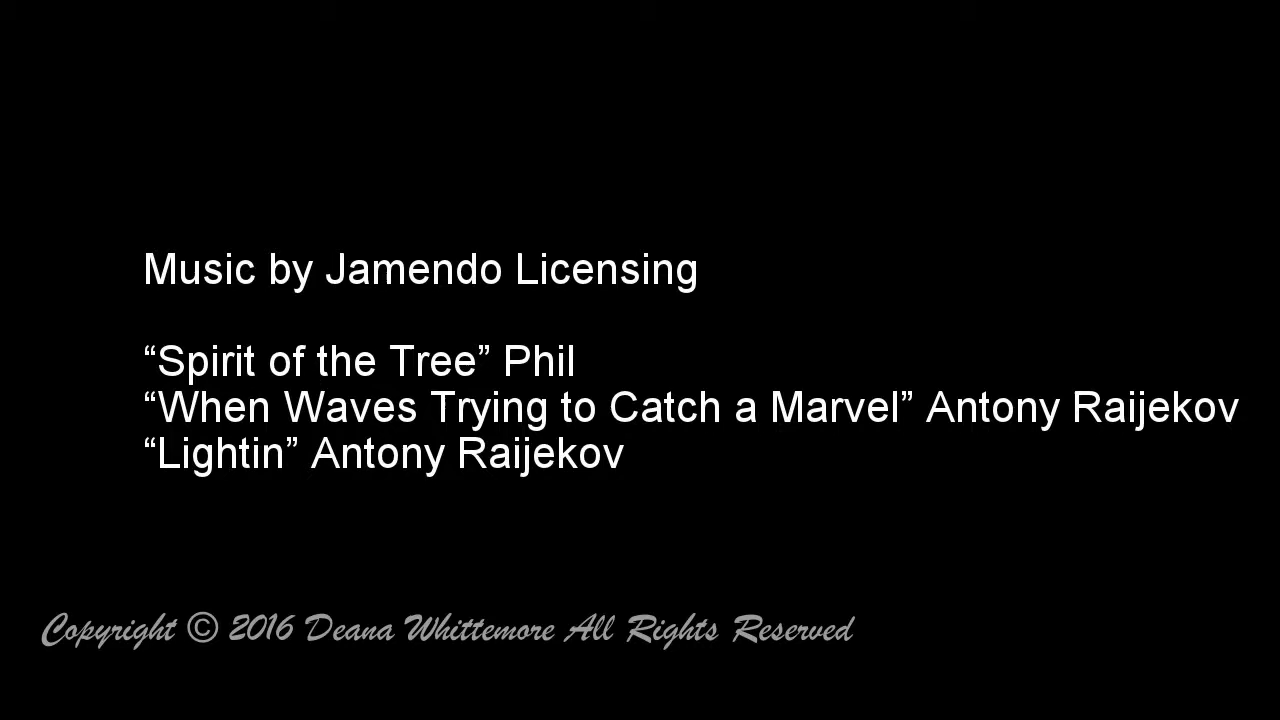 Music by Jamendo Licensing
“Spirit of the Tree” Phil
“When Waves Trying to Catch a Marvel” Antony Raijekov
“Lightin” Antony Raijekov
Copyright © 2016 Deana Whittemore All Rights Reserved